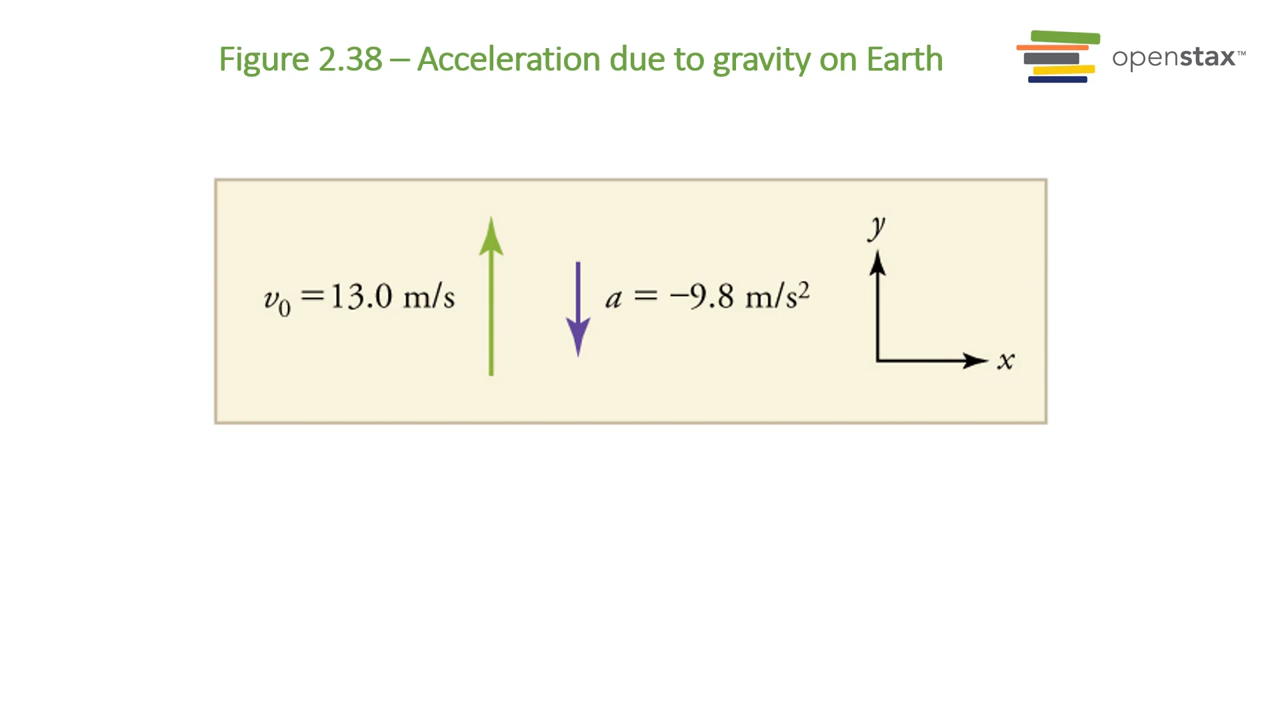 Figure 2.38 – Acceleration due to gravity on Earth
openstax™
y
v₀ = 13.0 m/s
a = −9.8 m/s²
x